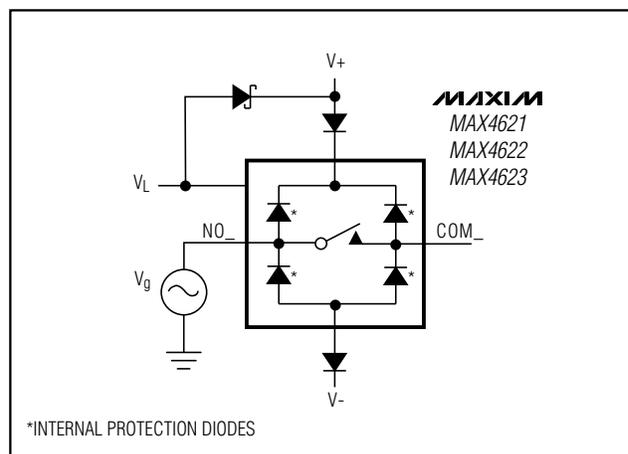 V+
MAXIM
MAX4621
MAX4622
MAX4623
VL
* *
NO_ COM_
* *
Vg
V-
*INTERNAL PROTECTION DIODES